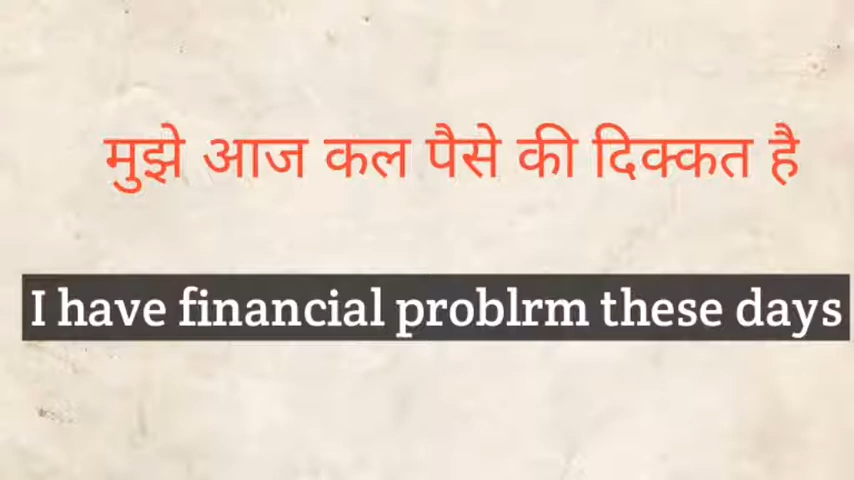 मुझे आज कल पैसे की दिक्कत है
I have financial problrm these days